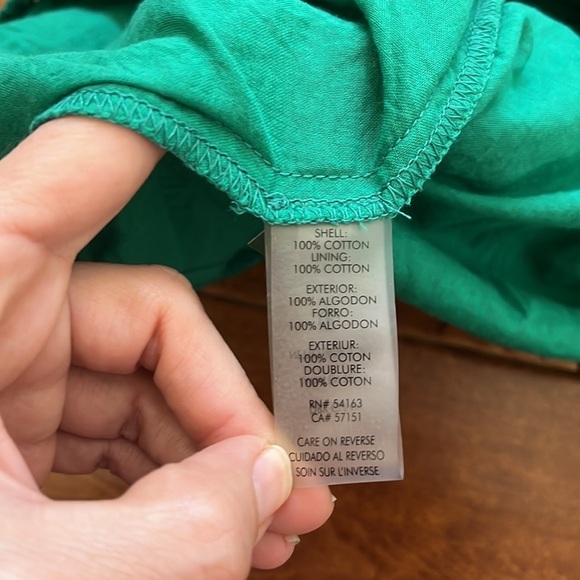 SHELL:
100% COTTON
LINING:
100% COTTON
EXTERIOR:
100% ALGODON
FORRO:
100% ALGODON
EXTERIUR:
100% COTON
DOUBLURE:
100% COTON
RN# 54163
CA# 57151
CARE ON REVERSE
CUIDADO AL REVERSO
SOIN SUR L'INVERSE